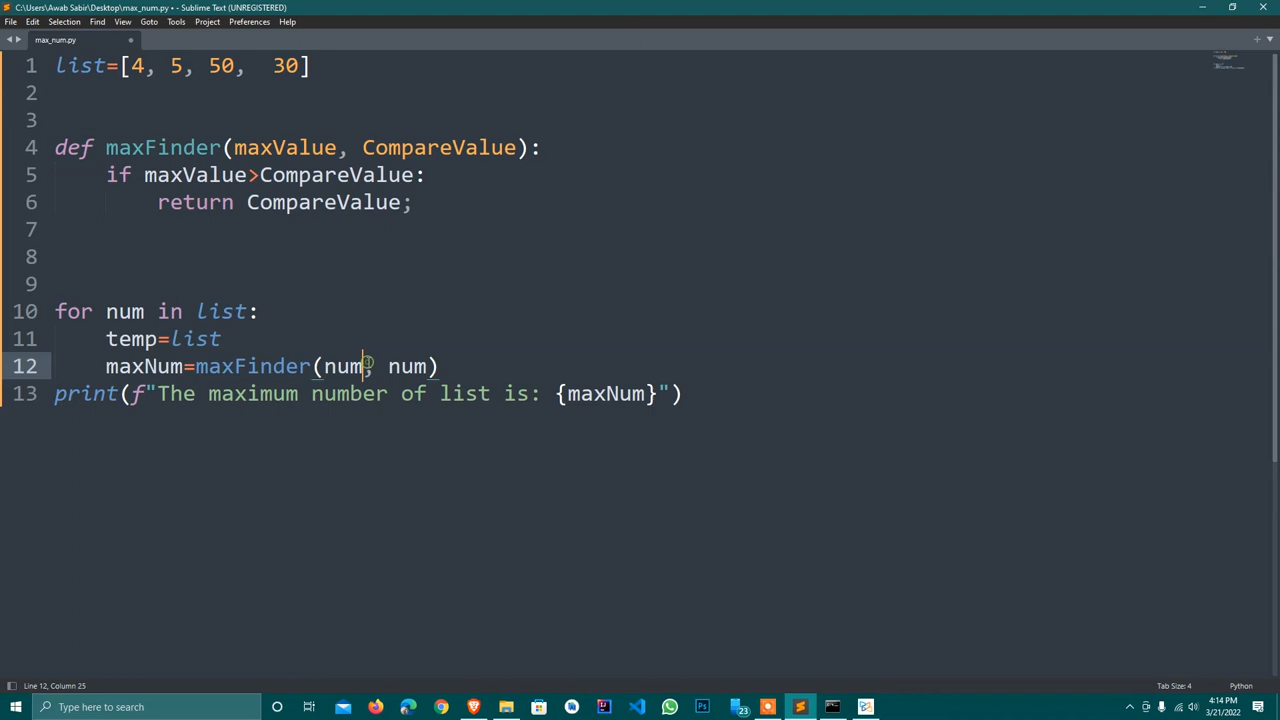 C:\Users\Awab Sabir\Desktop\max_num.py • - Sublime Text (UNREGISTERED)
File Edit Selection Find View Goto Tools Project Preferences Help
max_num.py
1 list=[4, 5, 50,  30]
2
3
4 def maxFinder(maxValue, CompareValue):
5     if maxValue>CompareValue:
6         return CompareValue;
7
8
9
10 for num in list:
11     temp=list
12     maxNum=maxFinder(num, num)
13 print(f"The maximum number of list is: {maxNum}")
Line 12, Column 25
Tab Size: 4
Python
Type here to search
Ps
23
4:14 PM
3/21/2022